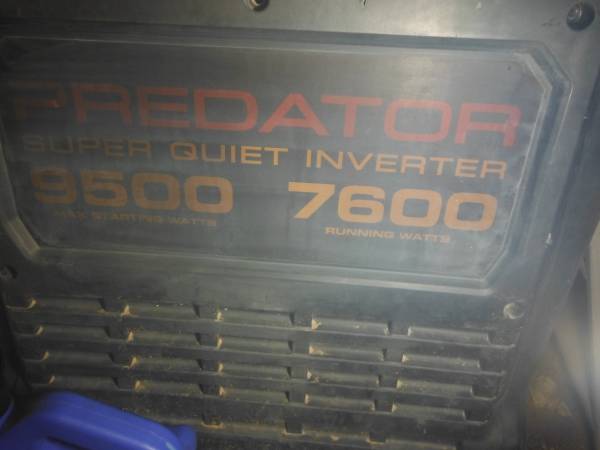 PREDATOR
SUPER QUIET INVERTER
9500 7600
MAX STARTING WATTS RUNNING WATTS